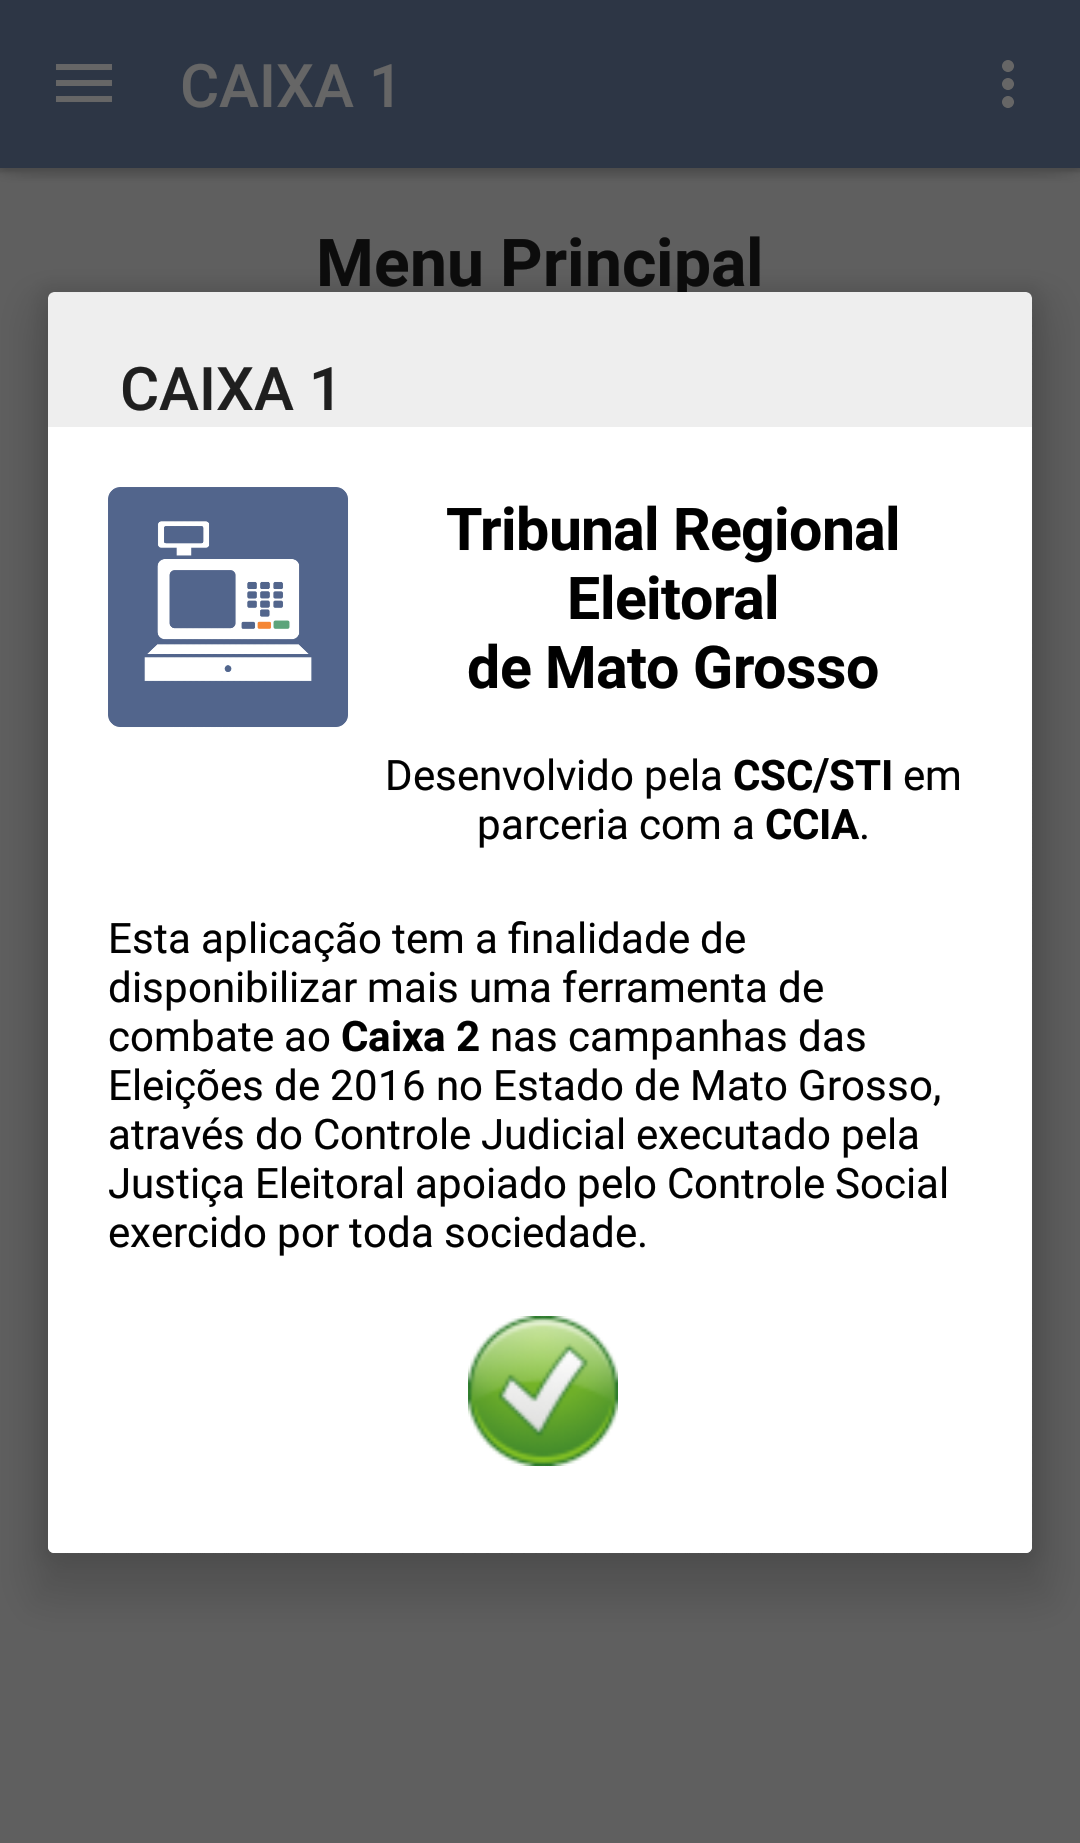 CAIXA 1
Menu Principal
CAIXA 1
Tribunal Regional
Eleitoral
de Mato Grosso
Desenvolvido pela CSC/STI em
parceria com a CCIA.
Esta aplicação tem a finalidade de
disponibilizar mais uma ferramenta de
combate ao Caixa 2 nas campanhas das
Eleições de 2016 no Estado de Mato Grosso,
através do Controle Judicial executado pela
Justiça Eleitoral apoiado pelo Controle Social
exercido por toda sociedade.